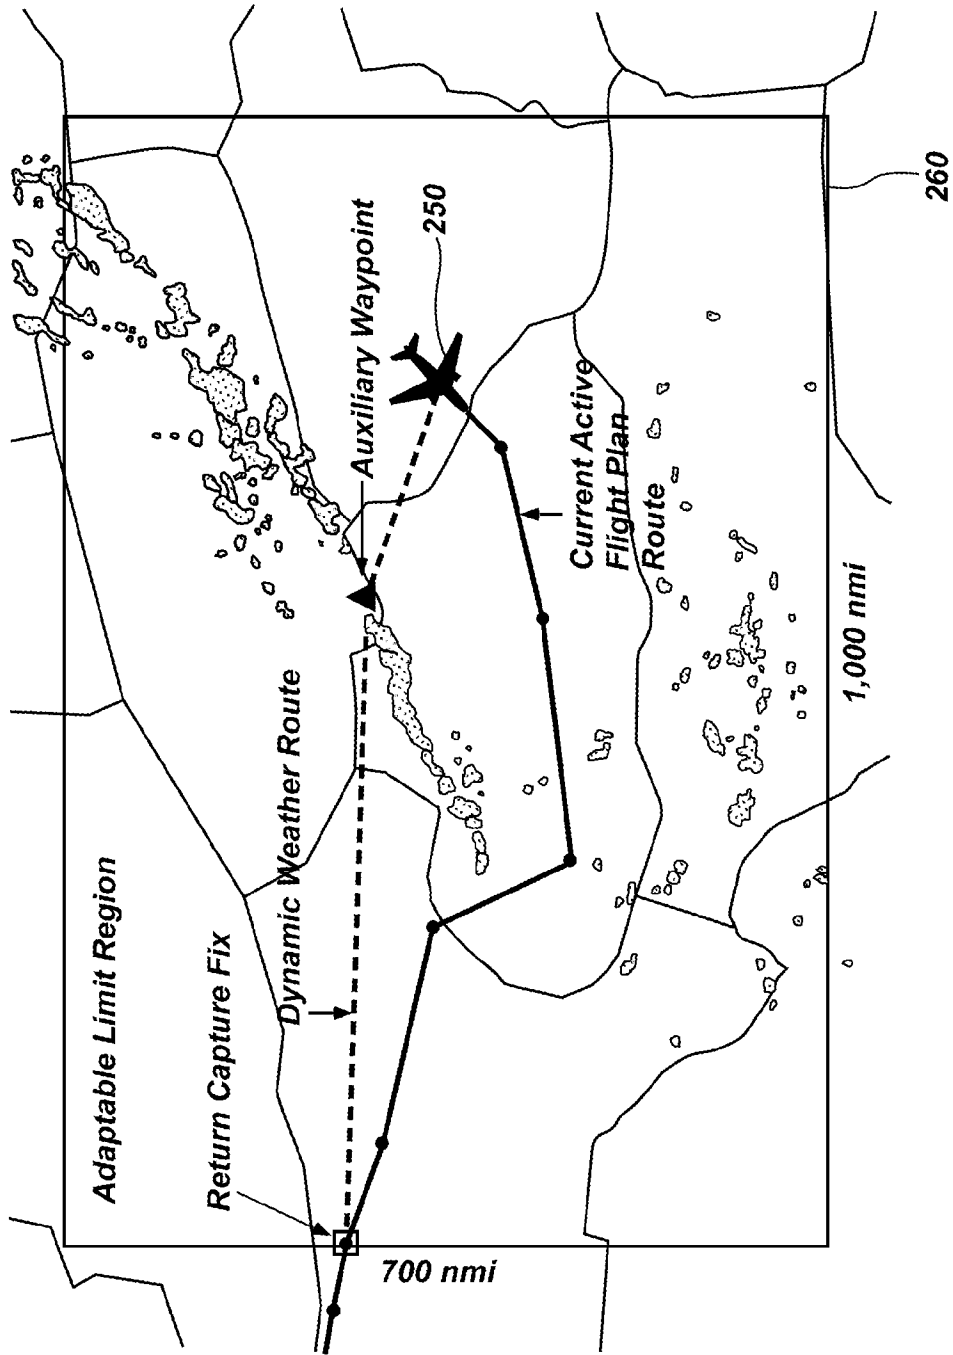 Adaptable Limit Region
Return Capture Fix
Dynamic Weather Route
Auxiliary Waypoint
250
Current Active
Flight Plan
Route
260
1,000 nmi
700 nmi